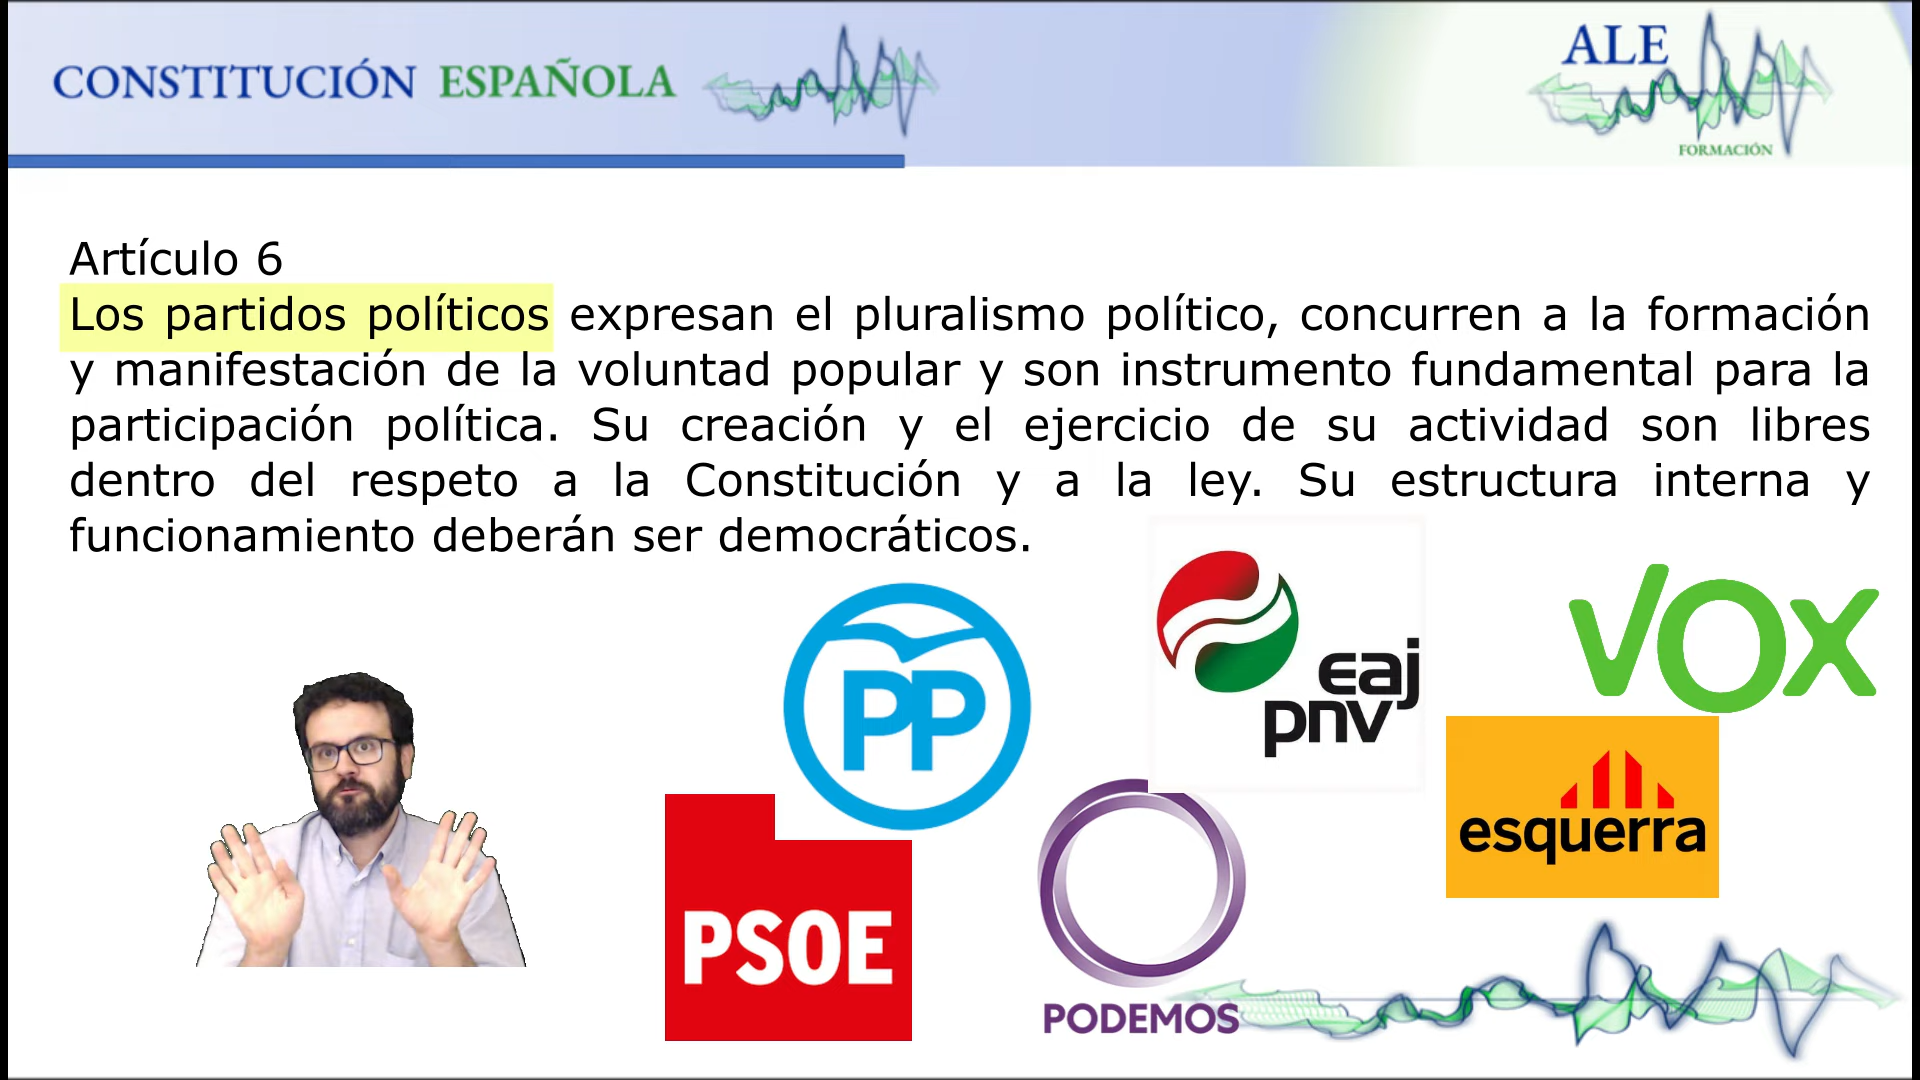 CONSTITUCIÓN ESPAÑOLA
ALE
FORMACIÓN
Artículo 6
Los partidos políticos expresan el pluralismo político, concurren a la formación
y manifestación de la voluntad popular y son instrumento fundamental para la
participación política. Su creación y el ejercicio de su actividad son libres
dentro del respeto a la Constitución y a la ley. Su estructura interna y
funcionamiento deberán ser democráticos.
PP
eaj
pnv
VOX
esquerra
PSOE
PODEMOS